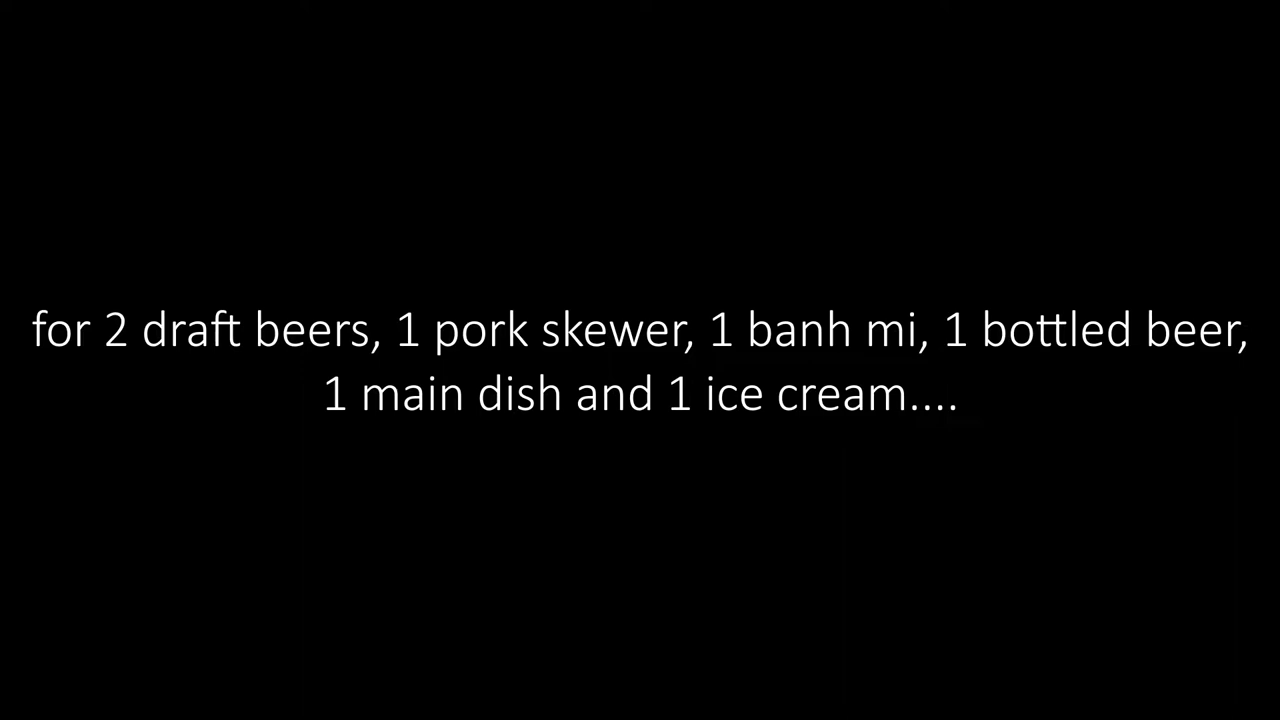 for 2 draft beers, 1 pork skewer, 1 banh mi, 1 bottled beer,
1 main dish and 1 ice cream....